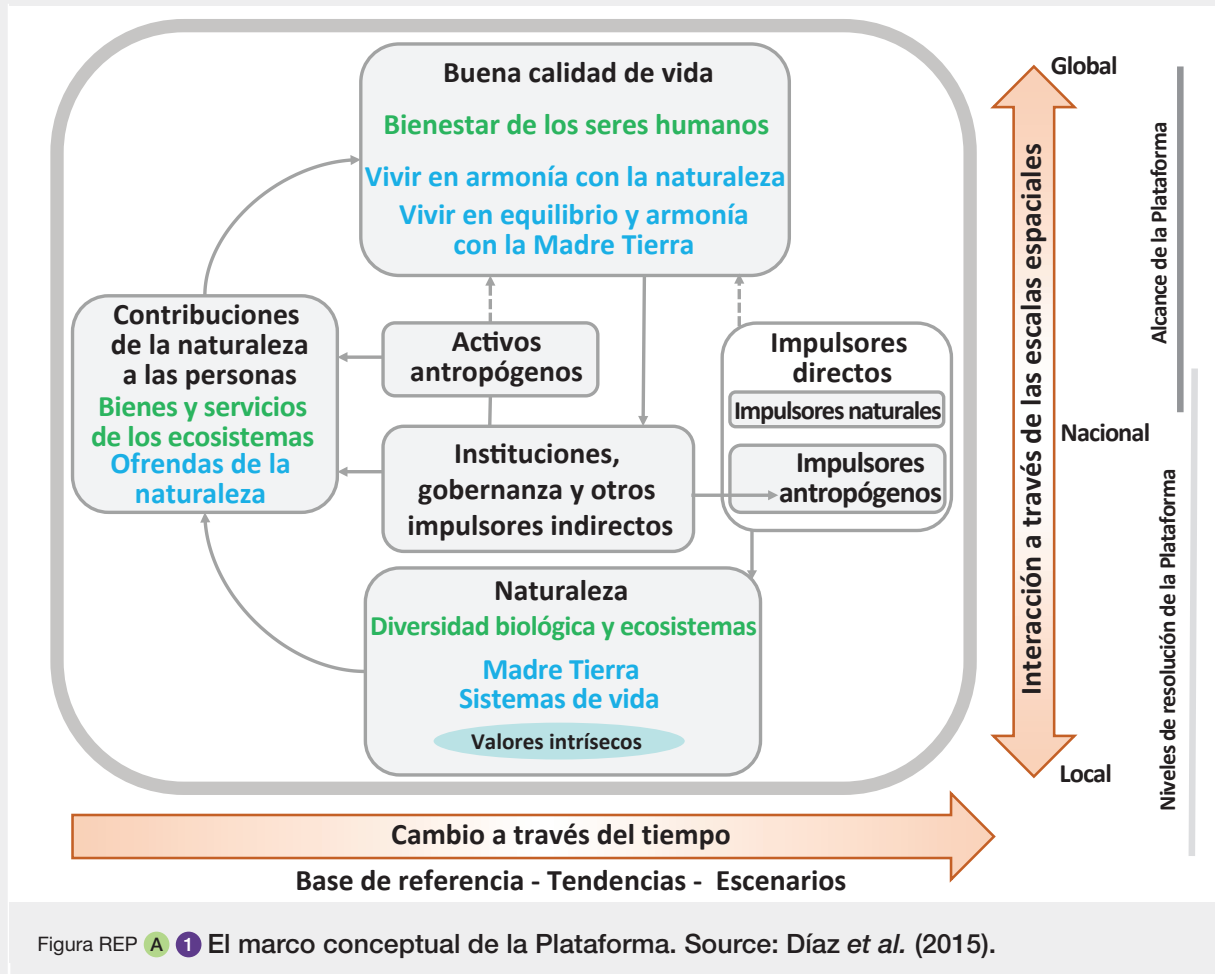 Buena calidad de vida
Bienestar de los seres humanos
Vivir en armonía con la naturaleza
Vivir en equilibrio y armonía
con la Madre Tierra
Contribuciones
de la naturaleza
a las personas
Bienes y servicios
de los ecosistemas
Ofrendas de la
naturaleza
Activos
antropógenos
Instituciones,
gobernanza y otros
impulsores indirectos
Impulsores
directos
Impulsores naturales
Impulsores
antropógenos
Naturaleza
Diversidad biológica y ecosistemas
Madre Tierra
Sistemas de vida
Valores intrísecos
Global
Nacional
Local
Interacción a través de las escalas espaciales
Alcance de la Plataforma
Niveles de resolución de la Plataforma
Cambio a través del tiempo
Base de referencia - Tendencias - Escenarios
Figura REP A 1 El marco conceptual de la Plataforma. Source: Díaz et al. (2015).